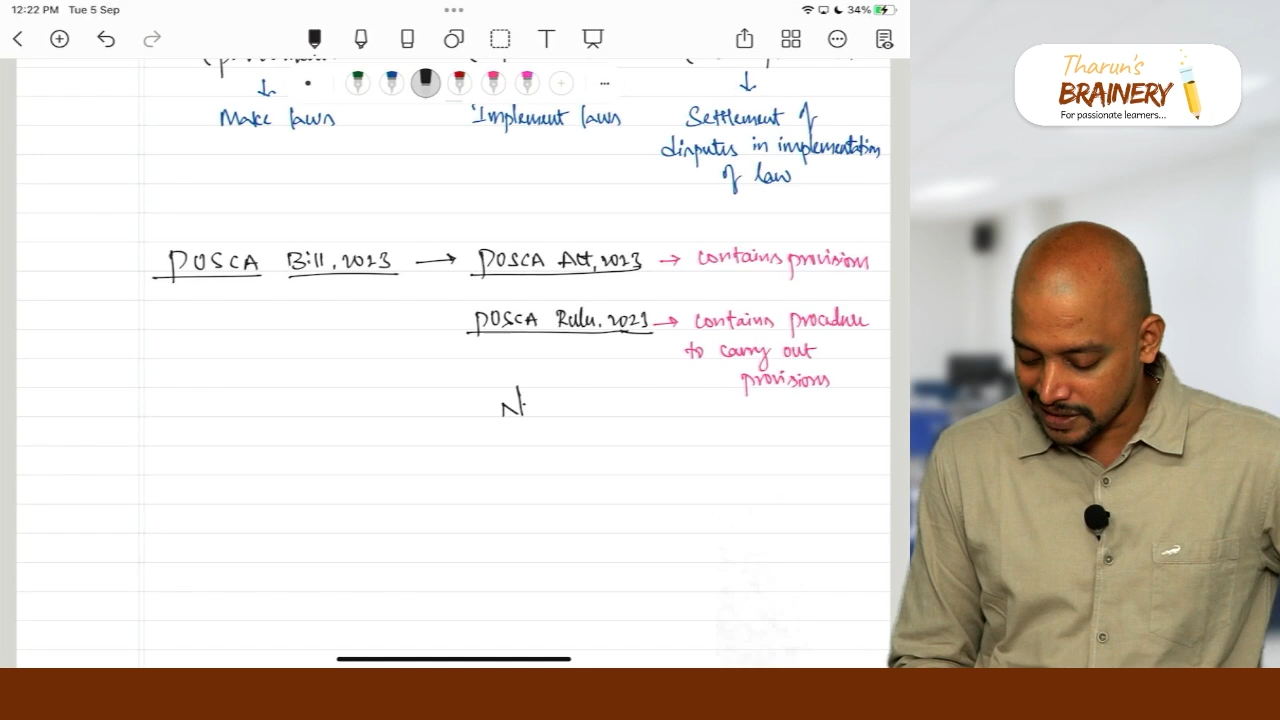 12:22 PM Tue 5 Sep
34%
Make laws
Implement laws
Settlement of
disputes in implementation
of law
POSCA Bill, 2023 → POSCA Act, 2023 → contains provisions
POSCA Rules, 2023 → contains procedure
to carry out
provisions
N
Tharun's
BRAINERY
For passionate learners...